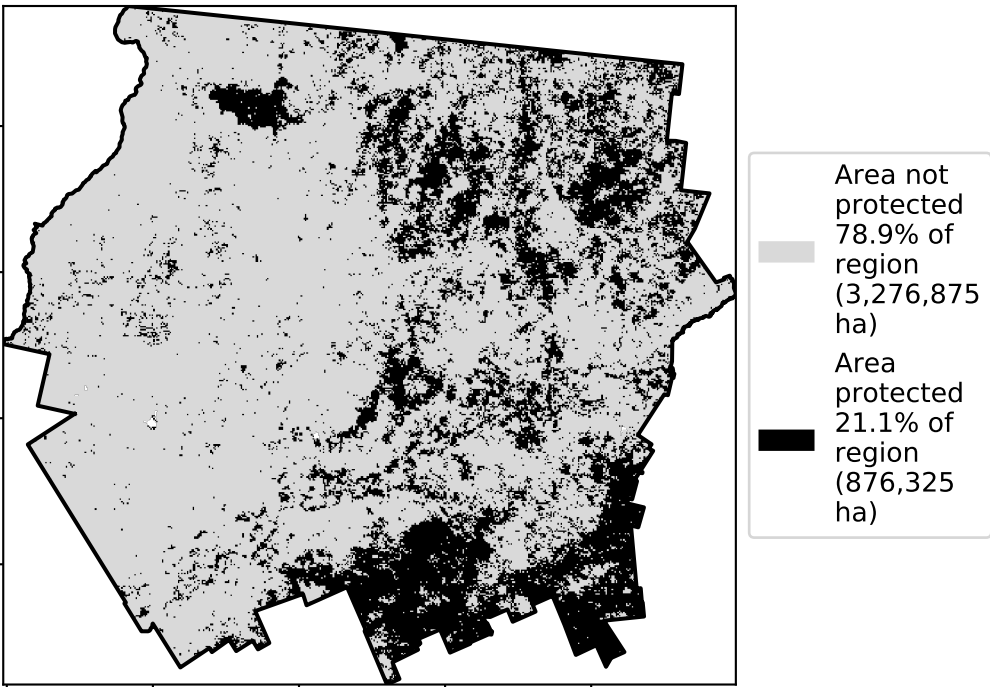 Area not
protected
78.9% of
region
(3,276,875
ha)
Area
protected
21.1% of
region
(876,325
ha)